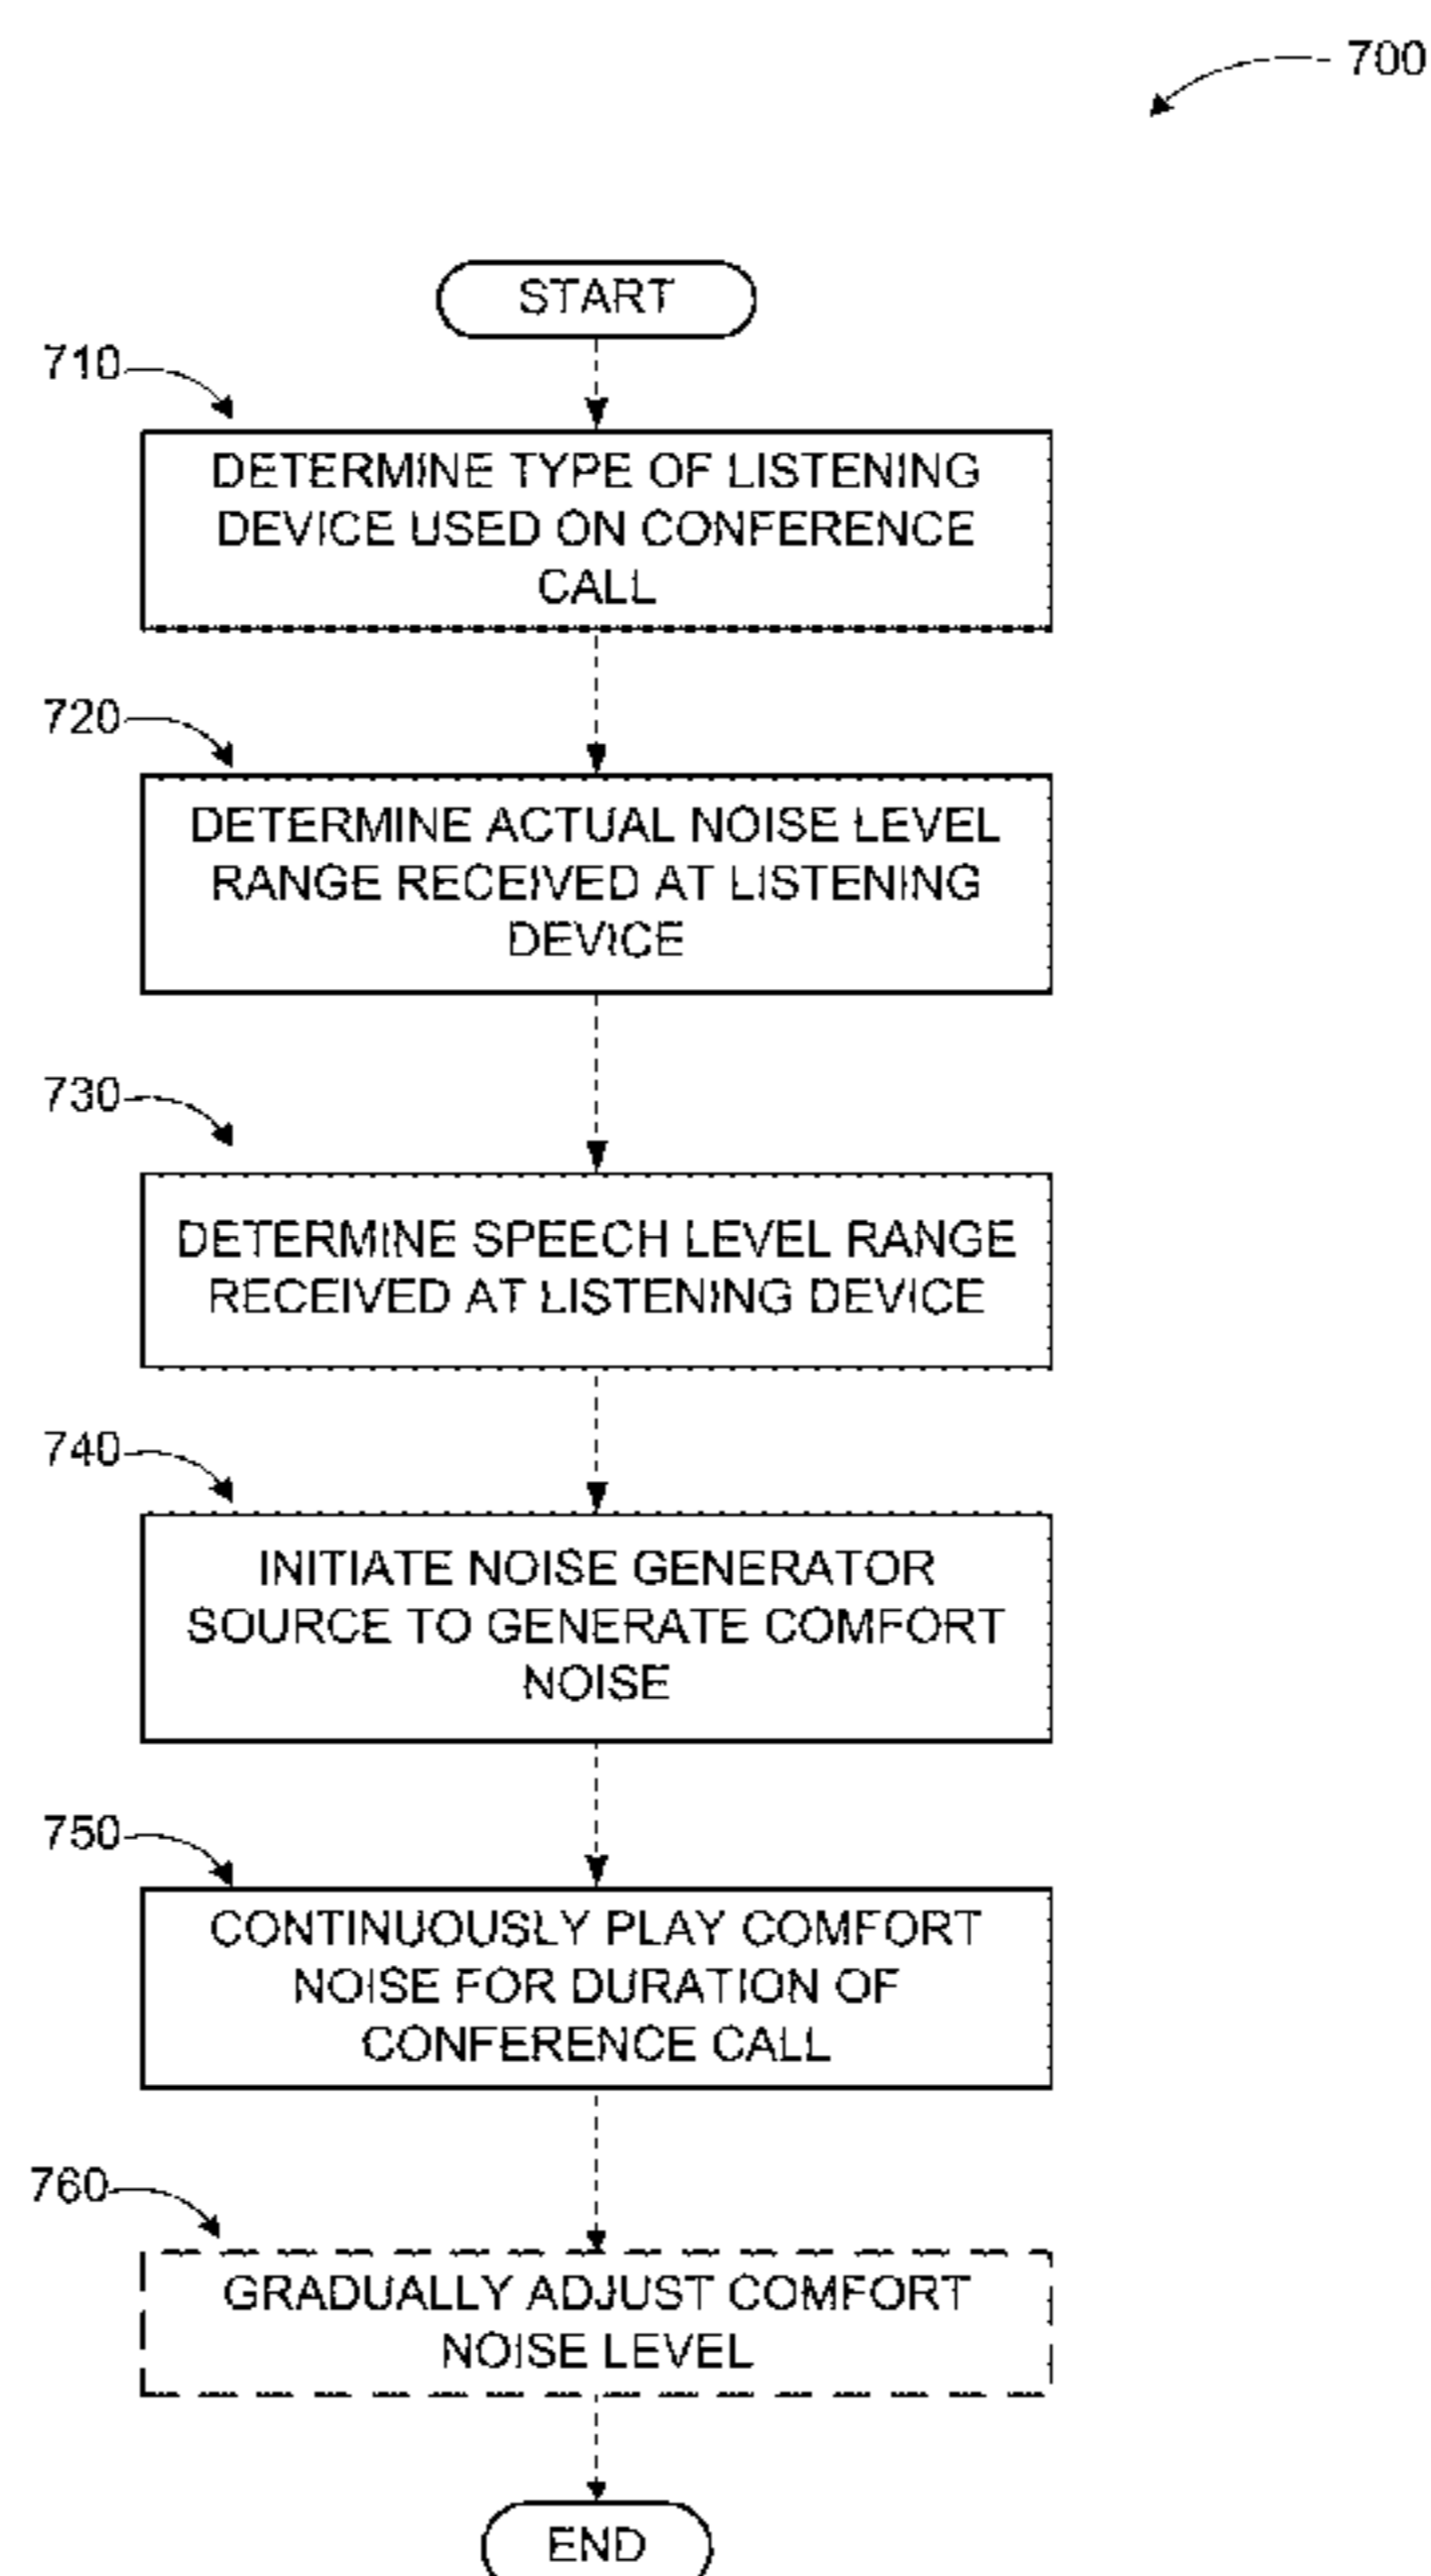 700
START
710
DETERMINE TYPE OF LISTENING
DEVICE USED ON CONFERENCE
CALL
720
DETERMINE ACTUAL NOISE LEVEL
RANGE RECEIVED AT LISTENING
DEVICE
730
DETERMINE SPEECH LEVEL RANGE
RECEIVED AT LISTENING DEVICE
740
INITIATE NOISE GENERATOR
SOURCE TO GENERATE COMFORT
NOISE
750
CONTINUOUSLY PLAY COMFORT
NOISE FOR DURATION OF
CONFERENCE CALL
760
GRADUALLY ADJUST COMFORT
NOISE LEVEL
END